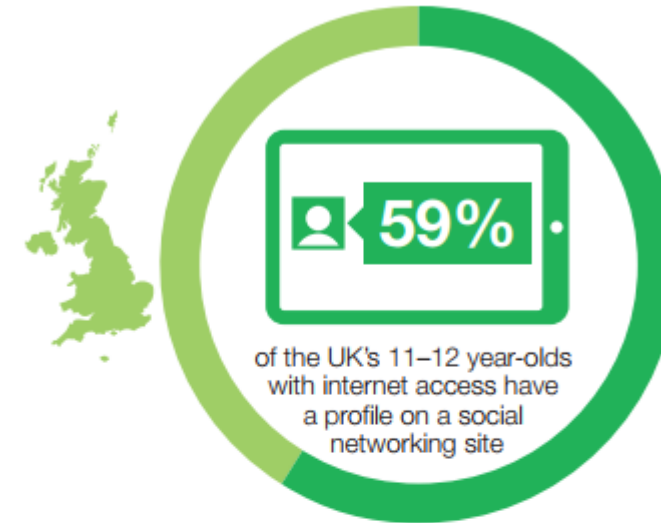 59%
of the UK's 11–12 year-olds
with internet access have
a profile on a social
networking site